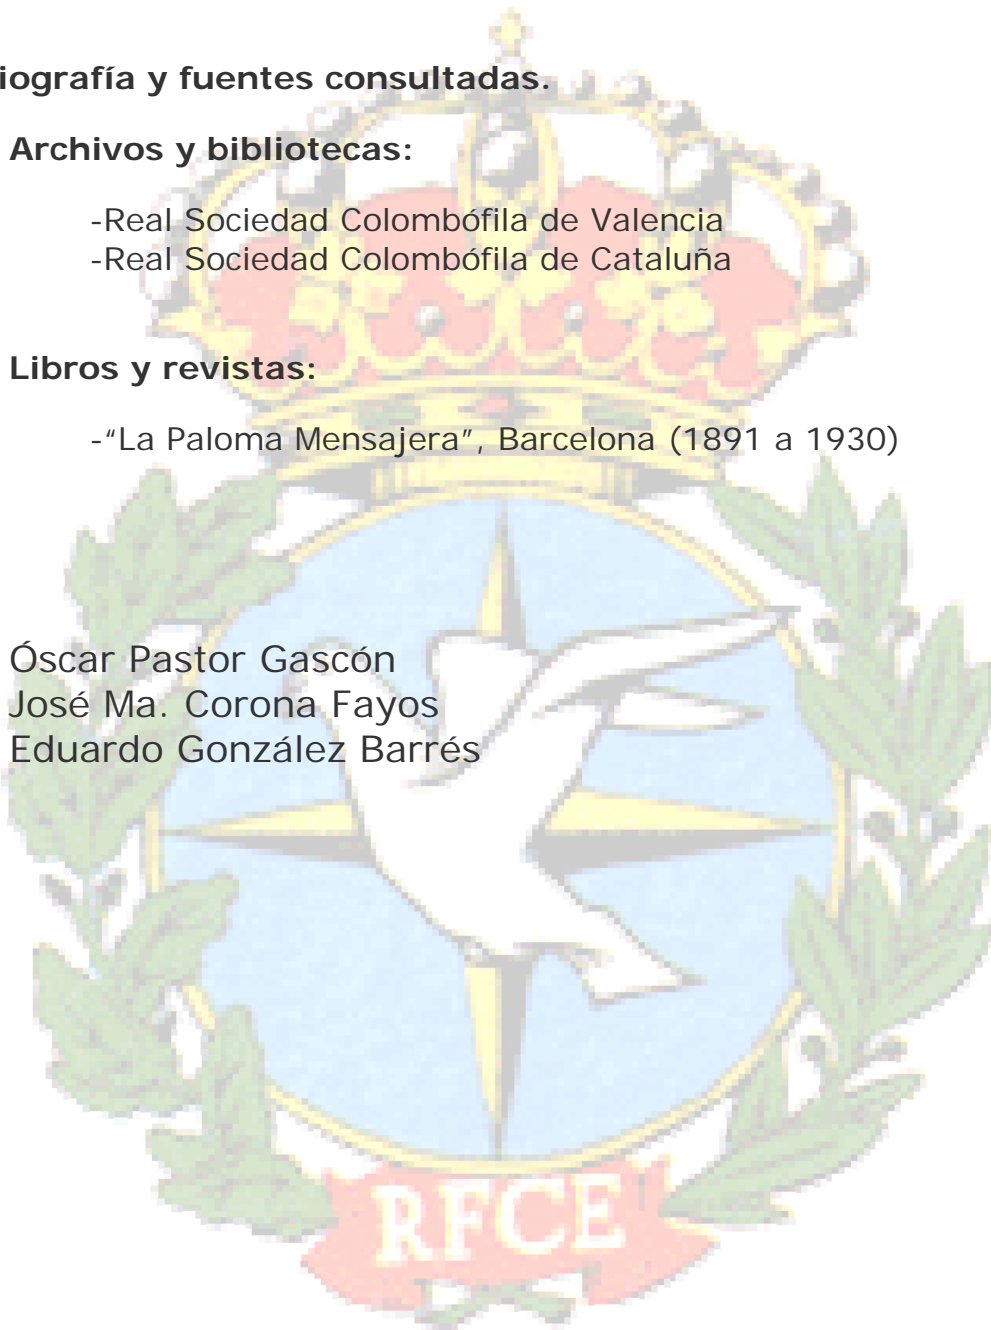 iografía y fuentes consultadas.
Archivos y bibliotecas:
-Real Sociedad Colombófila de Valencia
-Real Sociedad Colombófila de Cataluña
Libros y revistas:
-“La Paloma Mensajera”, Barcelona (1891 a 1930)
Óscar Pastor Gascón
José Ma. Corona Fayos
Eduardo González Barrés
RFCE